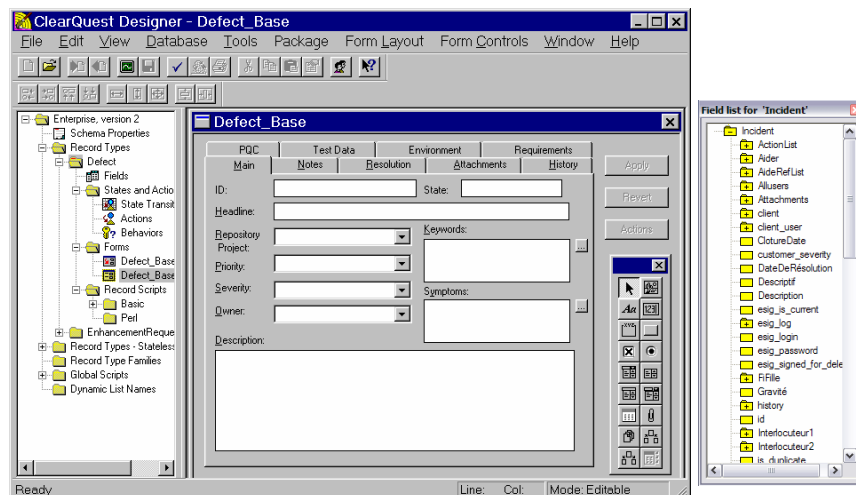 ClearQuest Designer - Defect_Base
File Edit View Database Tools Package Form Layout Form Controls Window Help
Enterprise, version 2
Schema Properties
Record Types
Defect
Fields
States and Actio
State Transit
Actions
Behaviors
Forms
Defect_Base
Defect_Base
Record Scripts
Basic
Perl
EnhancementReque
Record Types - Stateless
Record Type Families
Global Scripts
Dynamic List Names
Defect_Base
PQC Test Data Environment Requirements
Main Notes Resolution Attachments History
ID: State:
Headline:
Repository Project:
Keywords:
Priority:
Severity:
Symptoms:
Owner:
Description:
Apply
Revert
Actions
Aa
Ready
Line: Col: Mode: Editable
Field list for 'Incident'
Incident
ActionList
Aider
AideRefList
Allusers
Attachments
client
client_user
ClotureDate
customer_severity
DateDeRésolution
Descriptif
Description
esig_is_current
esig_log
esig_login
esig_password
esig_signed_for_dele
FiFille
Gravité
history
id
Interlocuteur1
Interlocuteur2
is_duplicate